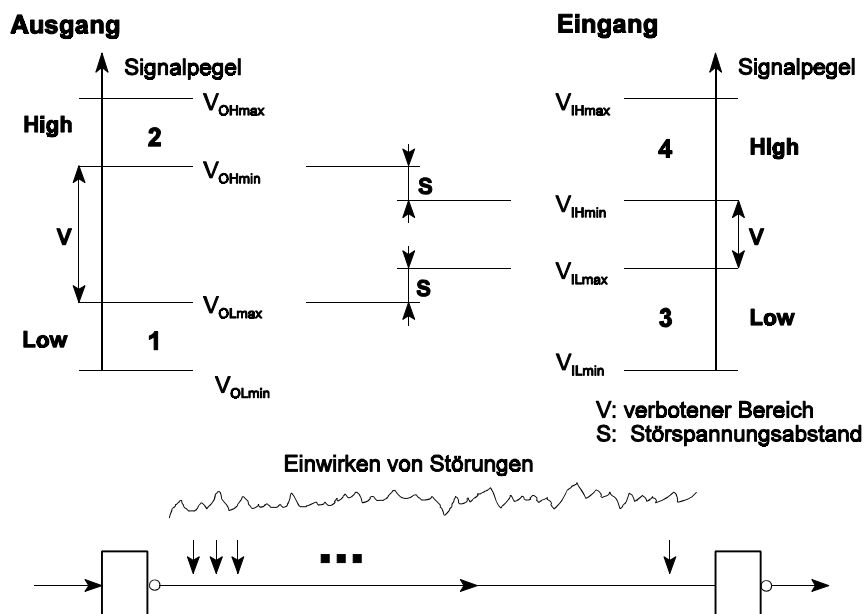 Ausgang
Eingang
Signalpegel
Signalpegel
V_OHmax
V_IHmax
High
2
4
HIgh
V_OHmin
S
V_IHmin
V
V
V_ILmax
S
V_OLmax
Low
1
3
Low
V_ILmin
V_OLmin
V: verbotener Bereich
S: Störspannungsabstand
Einwirken von Störungen